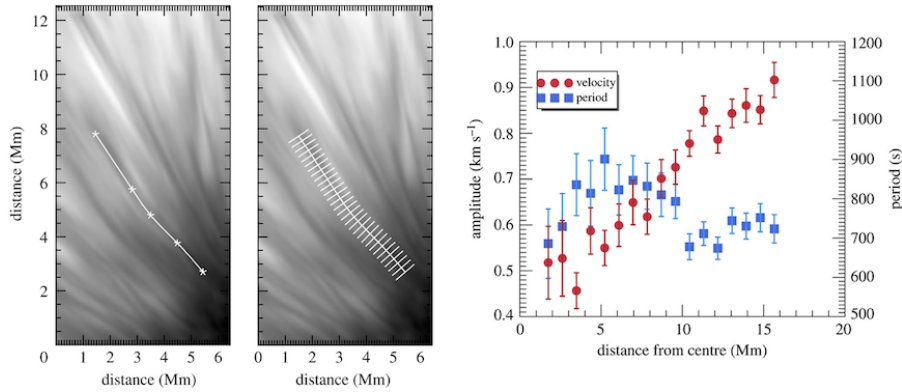 12
10
8
6
4
2
0
distance (Mm)
1 2 3 4 5 6
distance (Mm)
0
1 2 3 4 5 6
distance (Mm)
1.0
0.9
0.8
0.7
0.6
0.5
0.4
amplitude (km s⁻¹)
velocity
period
1200
1100
1000
900
800
700
600
500
period (s)
0 5 10 15 20
distance from centre (Mm)